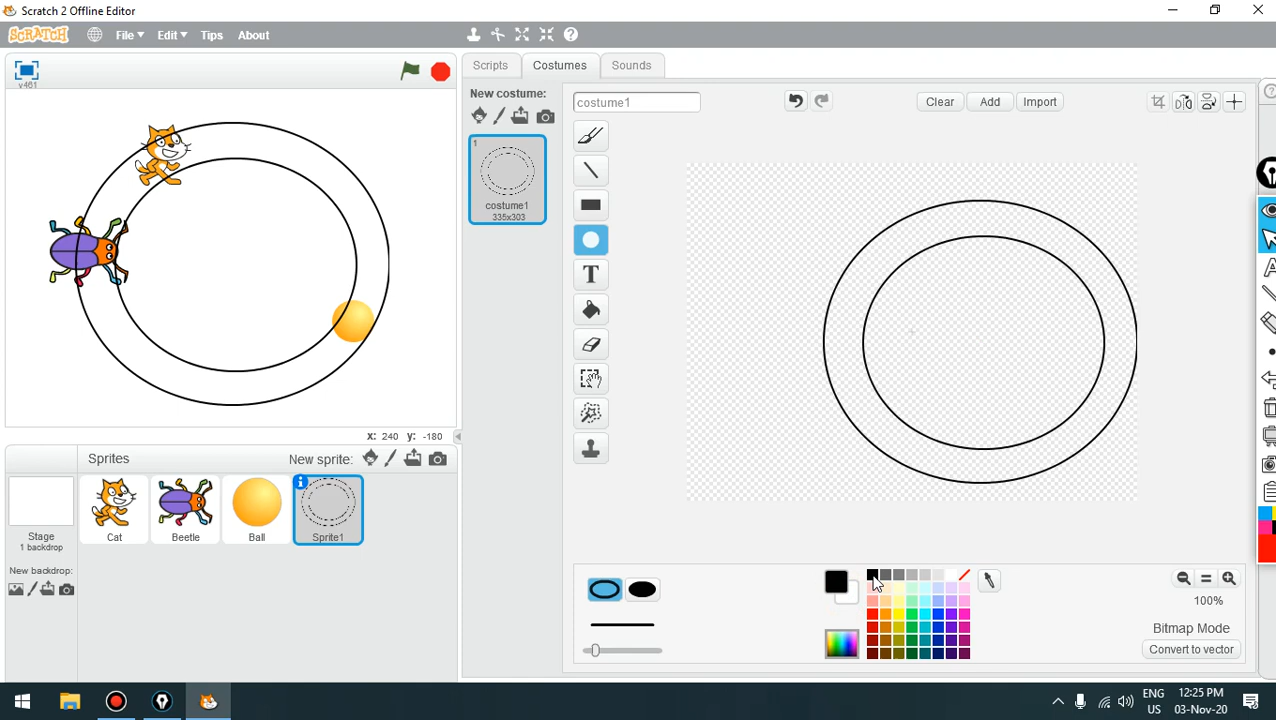 Scratch 2 Offline Editor
SCRATCH File Edit Tips About
v461
Scripts Costumes Sounds
New costume:
costume1
Clear Add Import
1
costume1
335x303
T
x: 240 y: -180
Sprites New sprite:
Stage
1 backdrop
New backdrop:
Cat Beetle Ball Sprite1
100%
Bitmap Mode
Convert to vector
ENG
US
12:25 PM
03-Nov-20